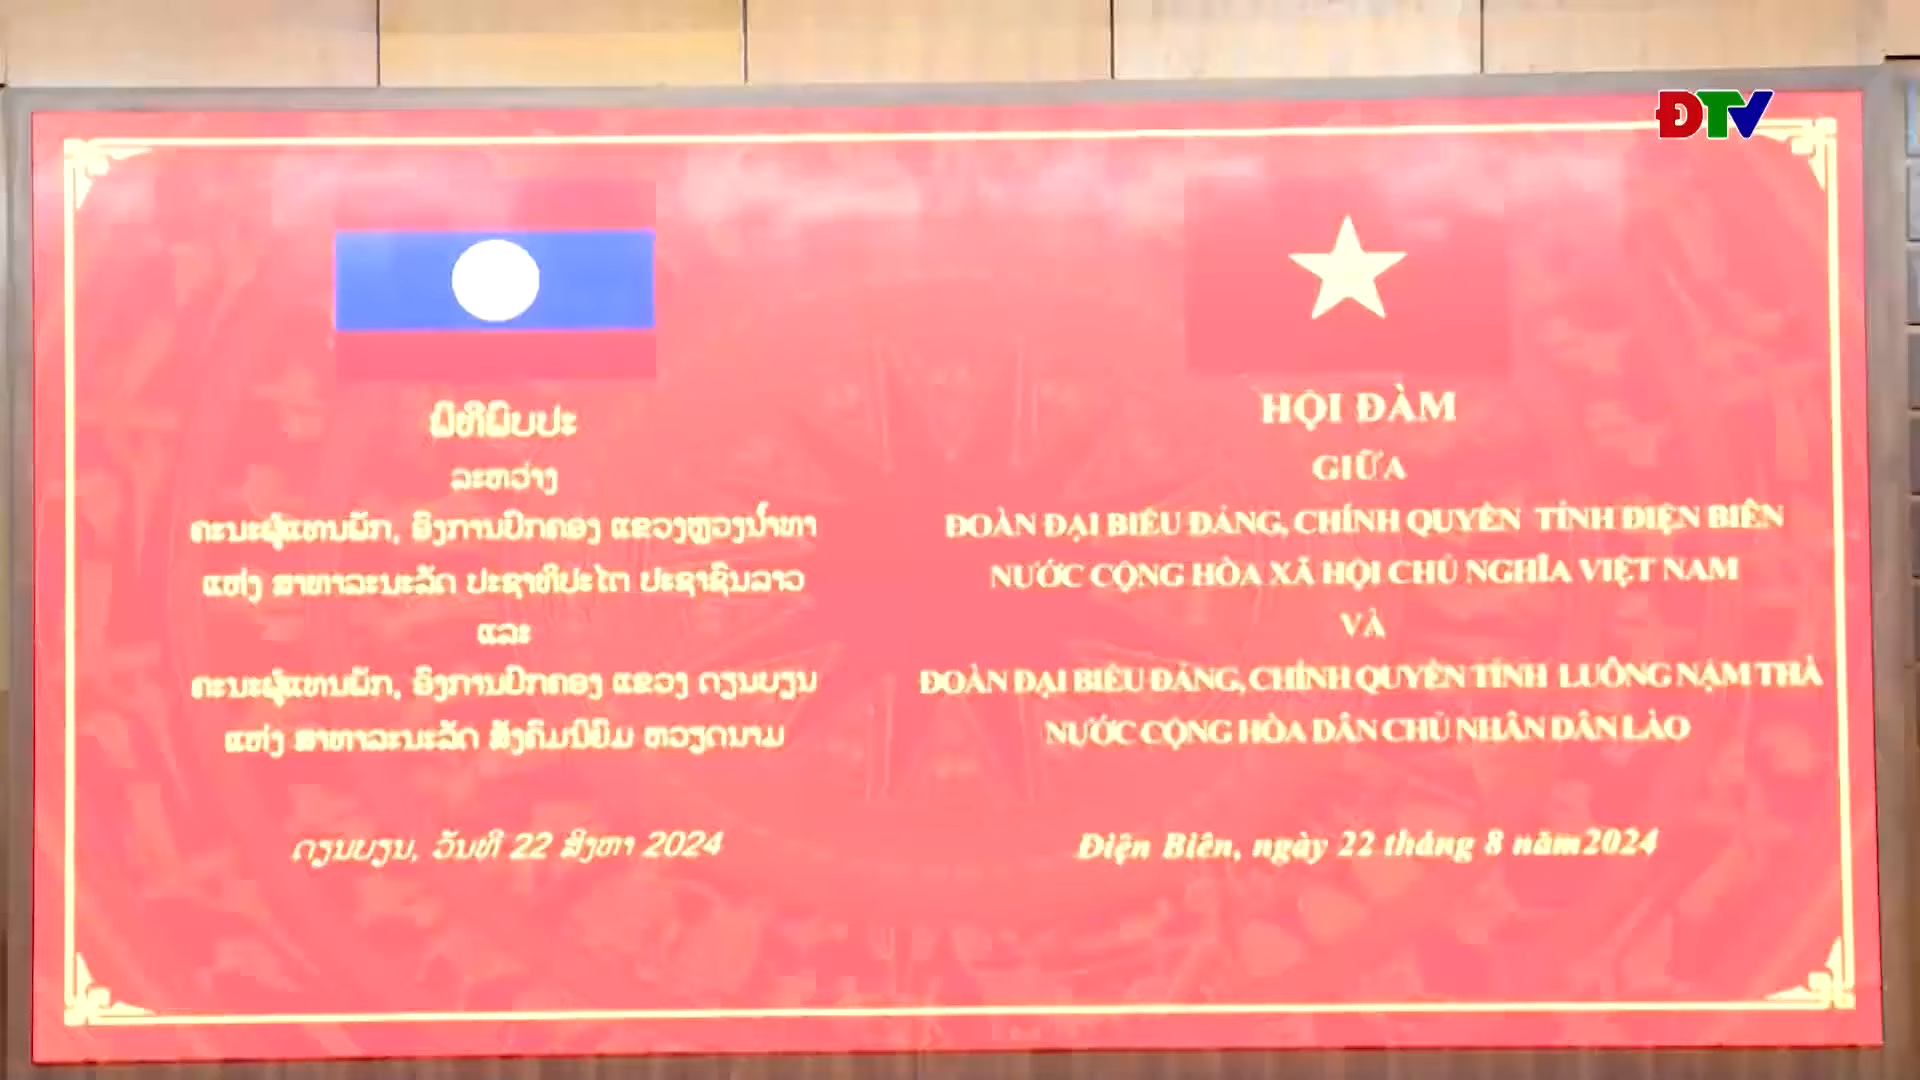 ĐTV
ພິທີພົບປະ
ລະຫວ່າງ
ຄະນະຜູ້ແທນພັກ, ອົງການປົກຄອງ ແຂວງຫຼວງນ້ຳທາ
ແຫ່ງ ສາທາລະນະລັດ ປະຊາທິປະໄຕ ປະຊາຊົນລາວ
ແລະ
ຄະນະຜູ້ແທນພັກ, ອົງການປົກຄອງ ແຂວງ ດຽນບຽນ
ແຫ່ງ ສາທາລະນະລັດ ສັງຄົມນິຍົມ ຫວຽດນາມ
ດຽນບຽນ, ວັນທີ 22 ສິງຫາ 2024
HỘI ĐÀM
GIỮA
ĐOÀN ĐẠI BIỂU ĐẢNG, CHÍNH QUYỀN TỈNH ĐIỆN BIÊN
NƯỚC CỘNG HÒA XÃ HỘI CHỦ NGHĨA VIỆT NAM
VÀ
ĐOÀN ĐẠI BIỂU ĐẢNG, CHÍNH QUYỀN TỈNH LUÔNG NẬM THÀ
NƯỚC CỘNG HÒA DÂN CHỦ NHÂN DÂN LÀO
Điện Biên, ngày 22 tháng 8 năm2024